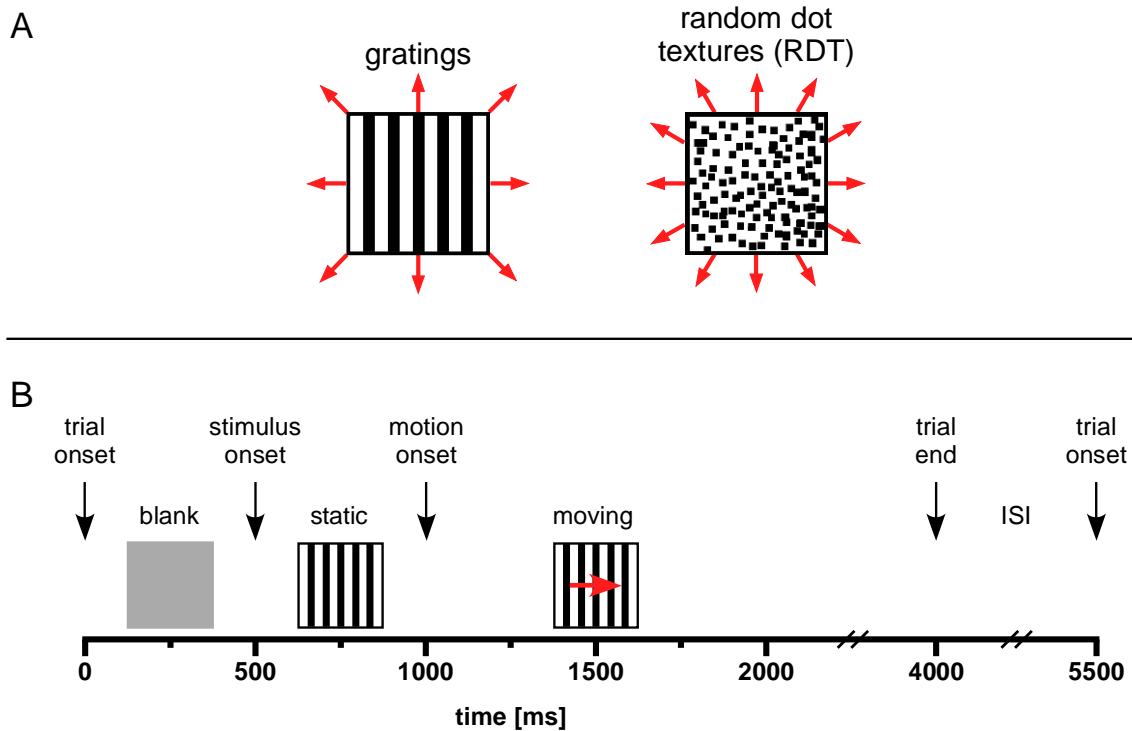 A
gratings
random dot
textures (RDT)
B
trial
onset
stimulus
onset
motion
onset
trial
end
trial
onset
blank
static
moving
ISI
0
500
1000
1500
2000
4000
5500
time [ms]